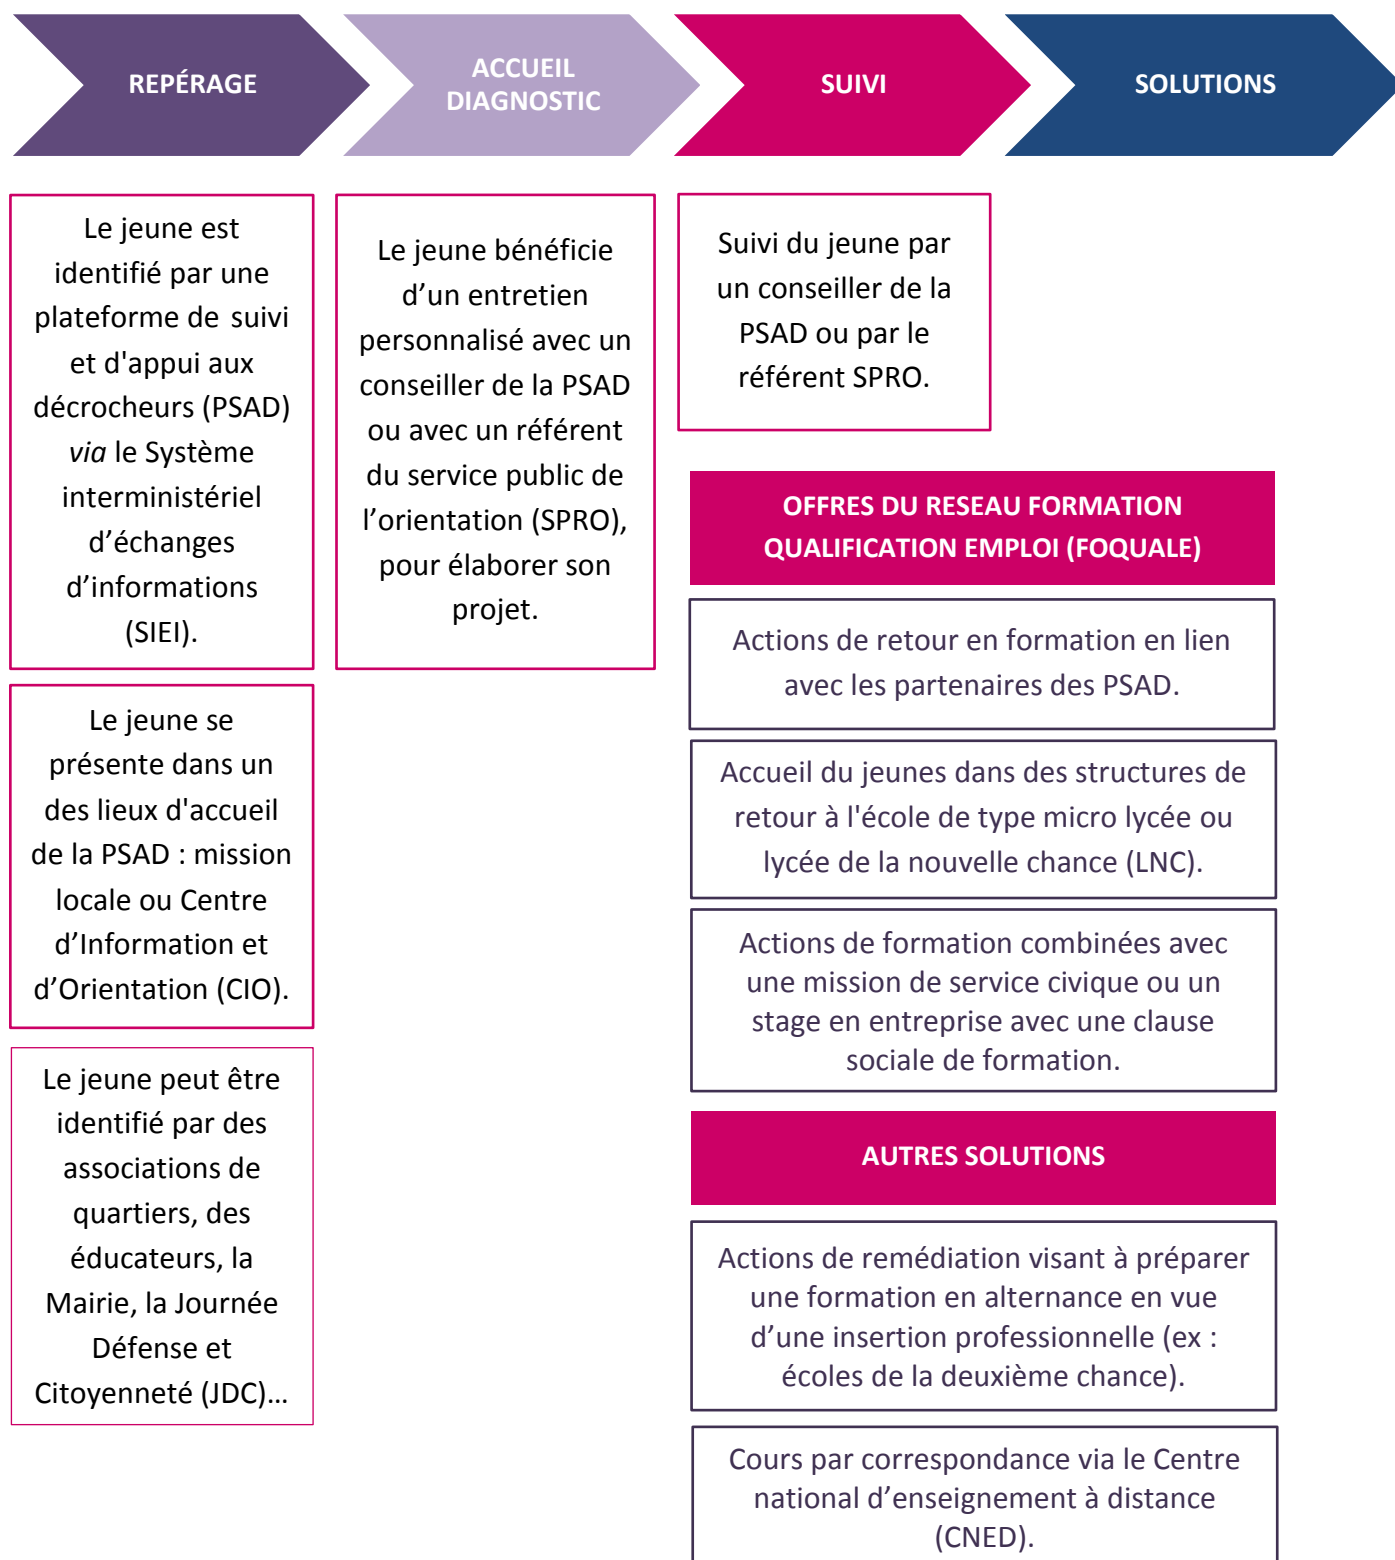 REPÉRAGE
ACCUEIL
DIAGNOSTIC
SUIVI
SOLUTIONS
Le jeune est
identifié par une
plateforme de suivi
et d'appui aux
décrocheurs (PSAD)
via le Système
interministériel
d’échanges
d’informations
(SIEI).
Le jeune se
présente dans un
des lieux d'accueil
de la PSAD : mission
locale ou Centre
d’Information et
d’Orientation (CIO).
Le jeune peut être
identifié par des
associations de
quartiers, des
éducateurs, la
Mairie, la Journée
Défense et
Citoyenneté (JDC)…
Le jeune bénéficie
d’un entretien
personnalisé avec un
conseiller de la PSAD
ou avec un référent
du service public de
l’orientation (SPRO),
pour élaborer son
projet.
Suivi du jeune par
un conseiller de la
PSAD ou par le
référent SPRO.
OFFRES DU RESEAU FORMATION
QUALIFICATION EMPLOI (FOQUALE)
Actions de retour en formation en lien
avec les partenaires des PSAD.
Accueil du jeunes dans des structures de
retour à l'école de type micro lycée ou
lycée de la nouvelle chance (LNC).
Actions de formation combinées avec
une mission de service civique ou un
stage en entreprise avec une clause
sociale de formation.
AUTRES SOLUTIONS
Actions de remédiation visant à préparer
une formation en alternance en vue
d’une insertion professionnelle (ex :
écoles de la deuxième chance).
Cours par correspondance via le Centre
national d’enseignement à distance
(CNED).